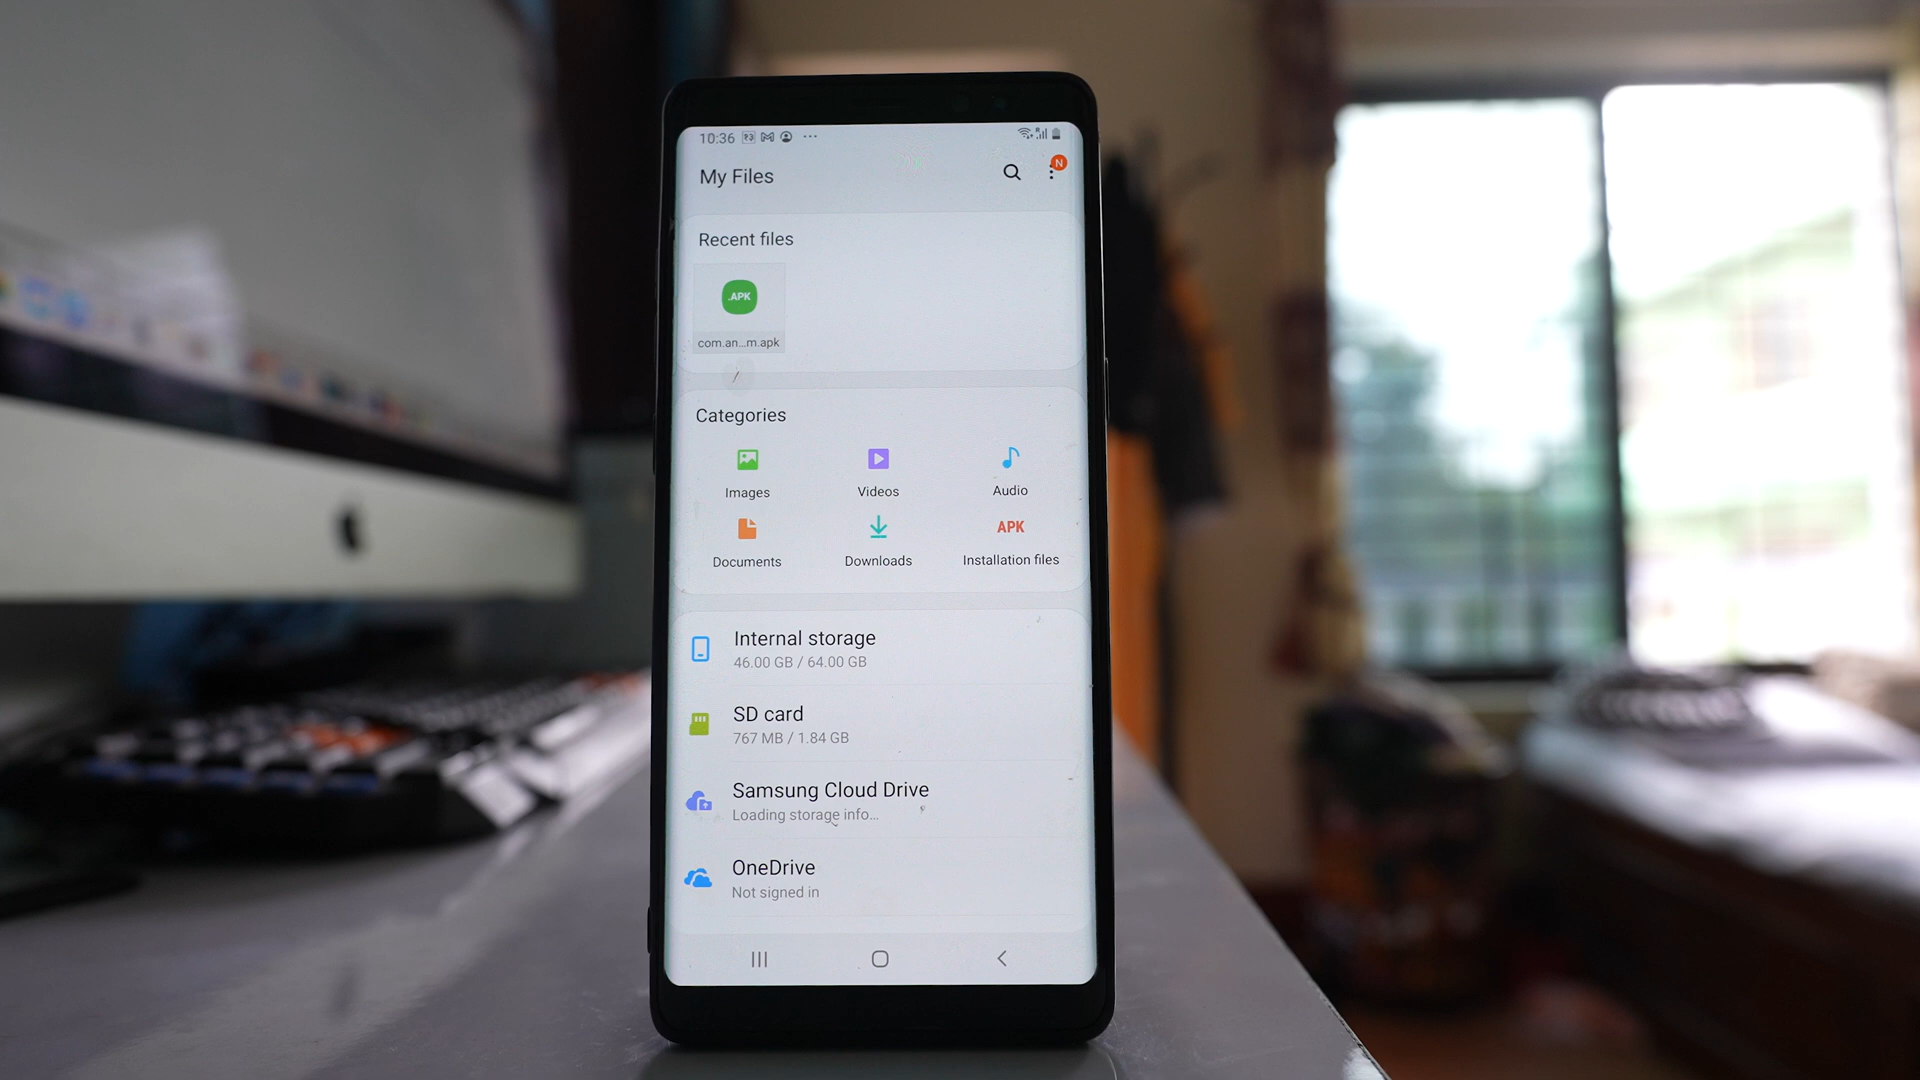 10:36
My Files
N
Recent files
.APK
com.an...m.apk
Categories
Images
Videos
Audio
APK
Documents
Downloads
Installation files
Internal storage
46.00 GB / 64.00 GB
SD card
767 MB / 1.84 GB
Samsung Cloud Drive
Loading storage info...
OneDrive
Not signed in